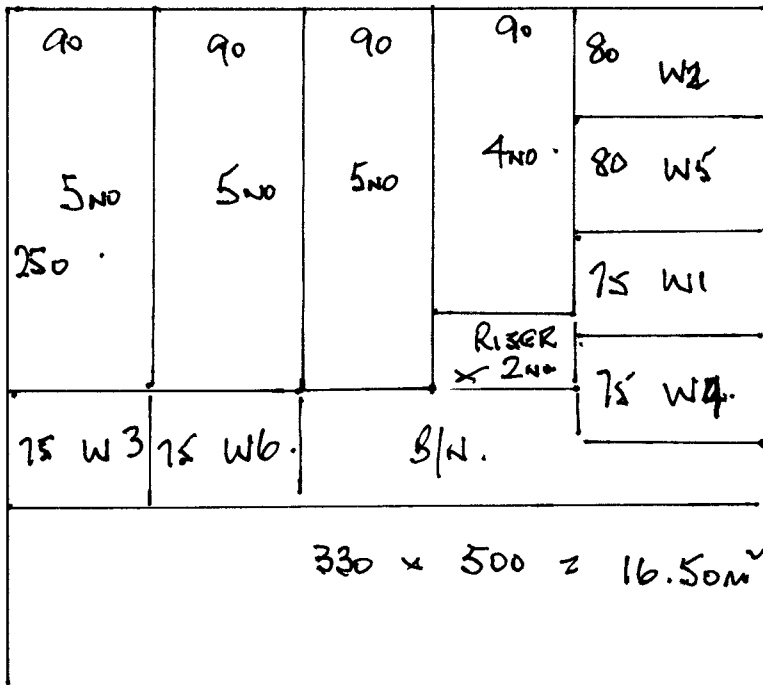 90
90
90
90
80 W2
5NO
5NO
5NO
4NO.
80 W5
250
75 W1
RISER
x 2NO
75 W4.
75 W3
75 W6.
B/N.
330 x 500 = 16.50m²